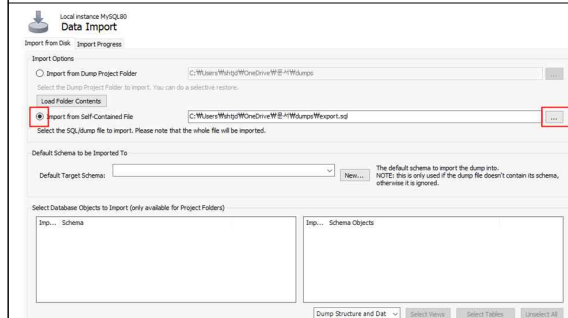 Local instance MySQL80
Data Import
Import from Disk Import Progress
Import Options
Import from Dump Project Folder C:₩Users₩shtjd₩OneDrive₩문서₩dumps ...
Select the Dump Project Folder to import. You can do a selective restore.
Load Folder Contents
Import from Self-Contained File C:₩Users₩shtjd₩OneDrive₩문서₩dumps₩export.sql ...
Select the SQL/dump file to import. Please note that the whole file will be imported.
Default Schema to be Imported To
Default Target Schema: New... The default schema to import the dump into.
NOTE: this is only used if the dump file doesn't contain its schema,
otherwise it is ignored.
Select Database Objects to Import (only available for Project Folders)
Imp... Schema Imp... Schema Objects
Dump Structure and Dat Select Views Select Tables Unselect All